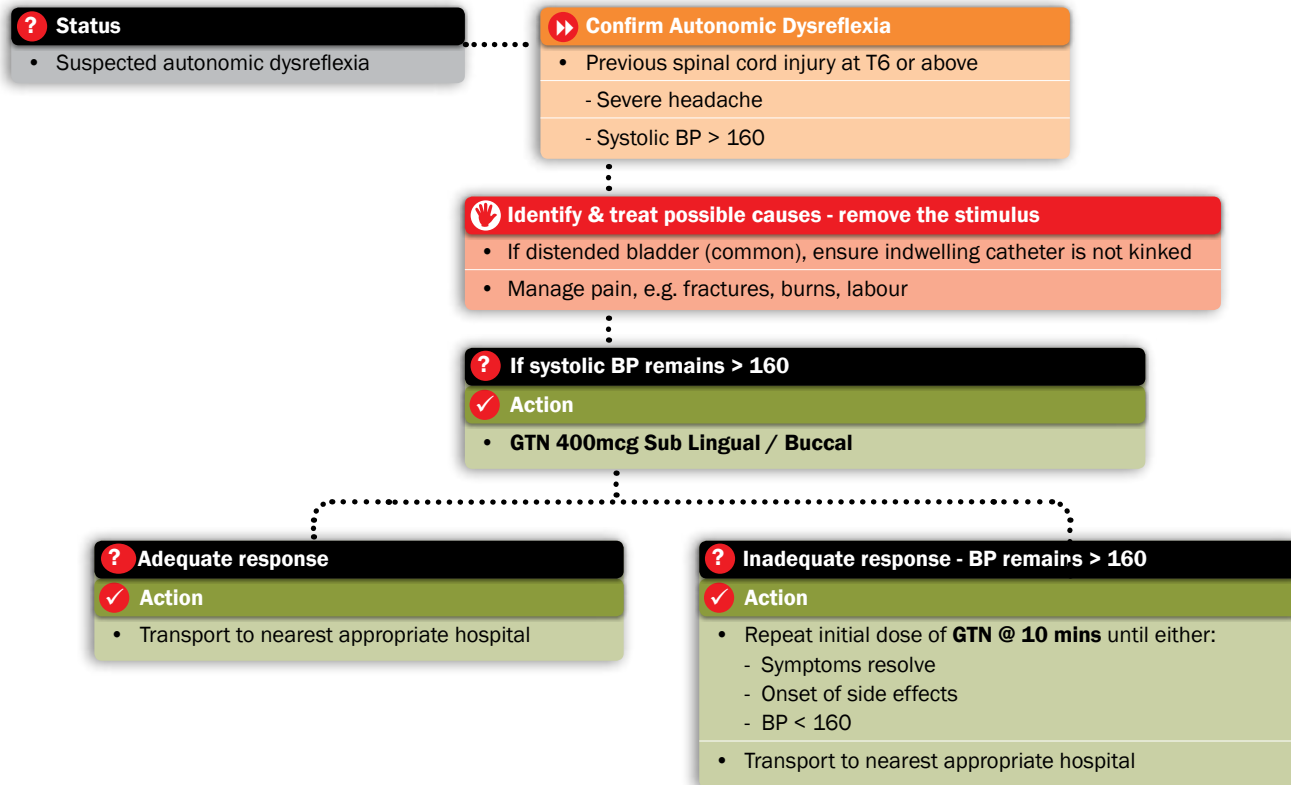 ? Status
• Suspected autonomic dysreflexia
Confirm Autonomic Dysreflexia
• Previous spinal cord injury at T6 or above
- Severe headache
- Systolic BP > 160
Identify & treat possible causes - remove the stimulus
• If distended bladder (common), ensure indwelling catheter is not kinked
• Manage pain, e.g. fractures, burns, labour
? If systolic BP remains > 160
✓ Action
• GTN 400mcg Sub Lingual / Buccal
? Adequate response
✓ Action
• Transport to nearest appropriate hospital
? Inadequate response - BP remains > 160
✓ Action
• Repeat initial dose of GTN @ 10 mins until either:
- Symptoms resolve
- Onset of side effects
- BP < 160
• Transport to nearest appropriate hospital